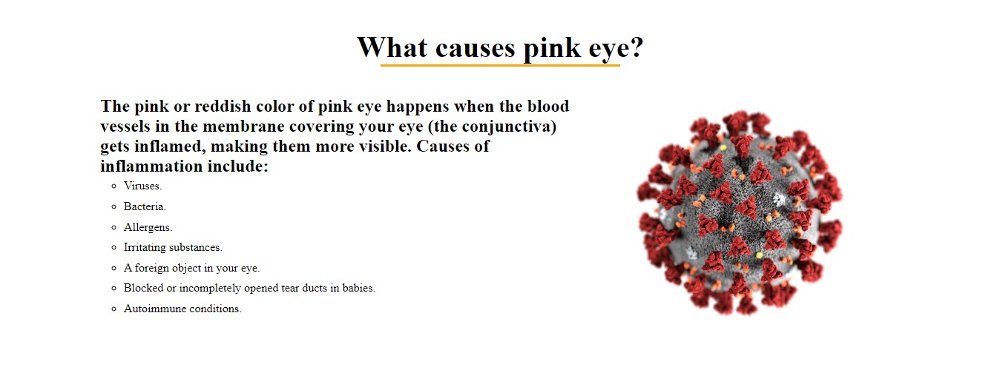 What causes pink eye?
The pink or reddish color of pink eye happens when the blood
vessels in the membrane covering your eye (the conjunctiva)
gets inflamed, making them more visible. Causes of
inflammation include:
Viruses.
Bacteria.
Allergens.
Irritating substances.
A foreign object in your eye.
Blocked or incompletely opened tear ducts in babies.
Autoimmune conditions.